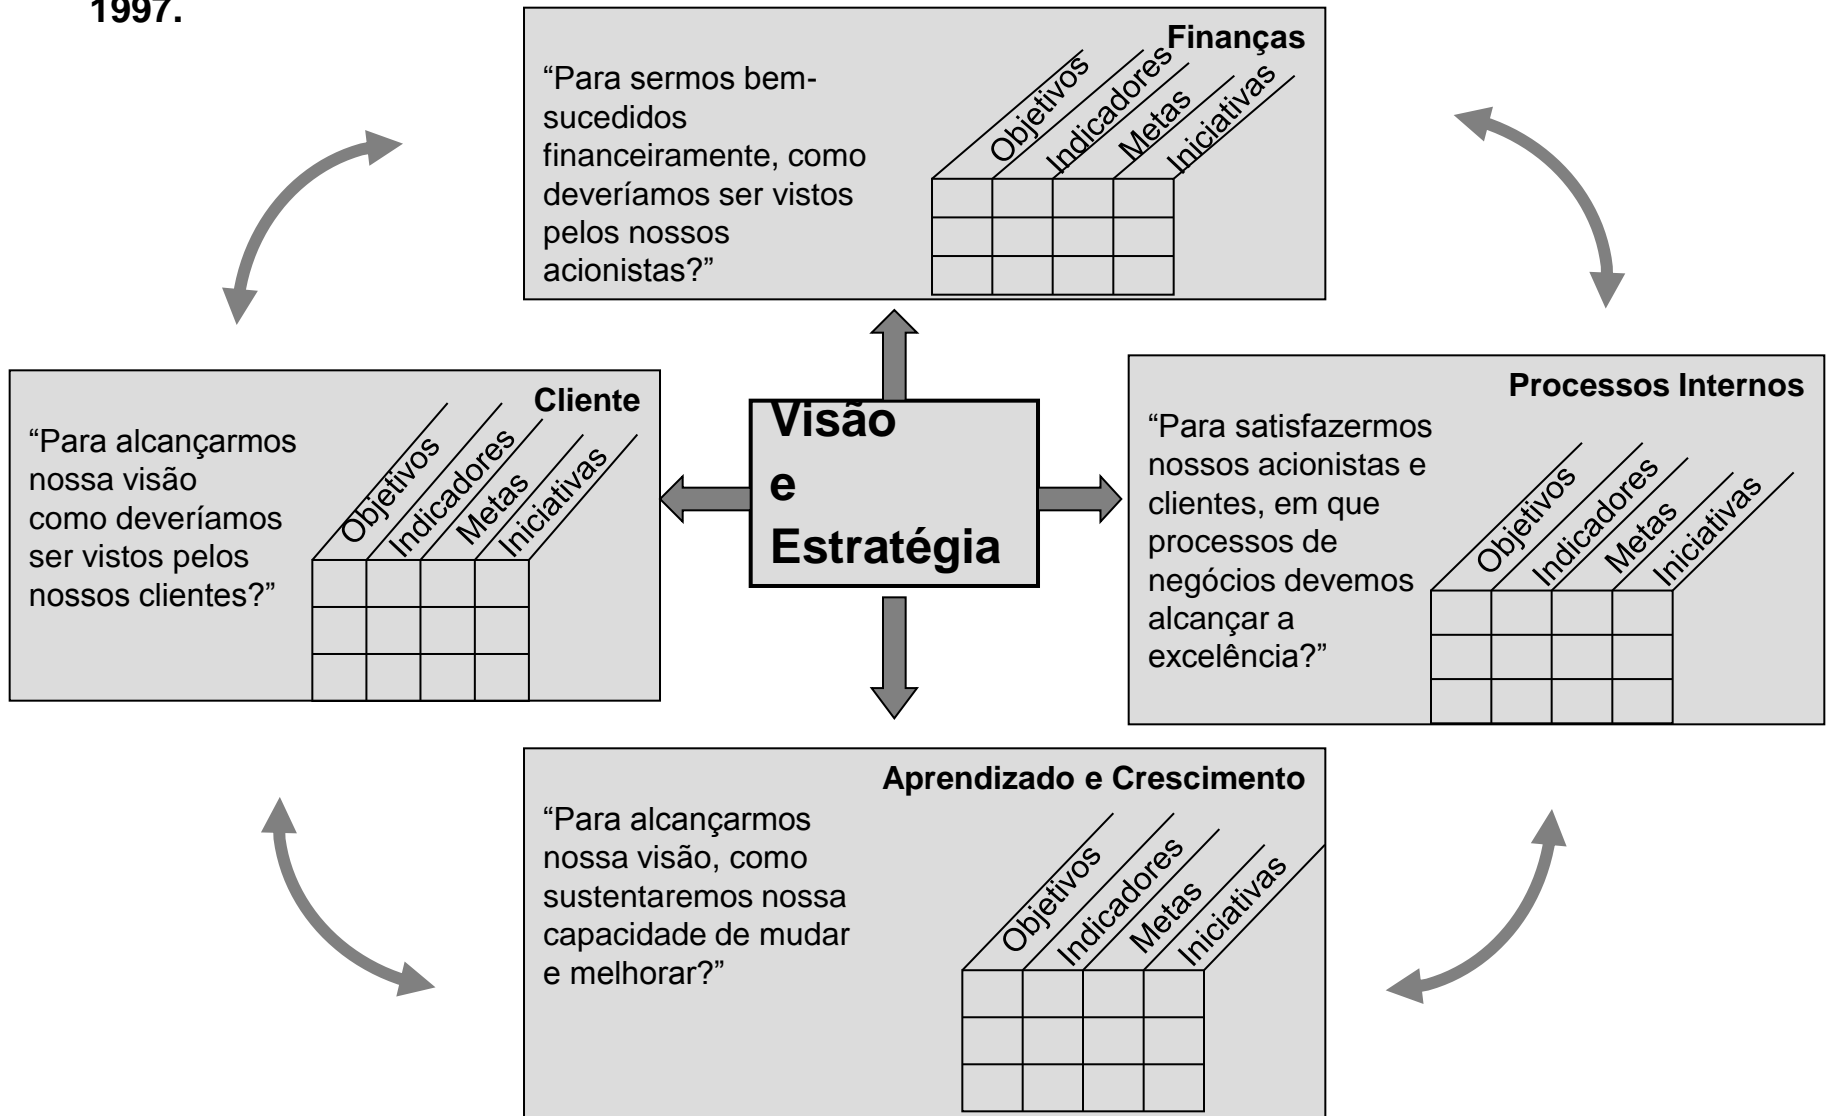 1997.
Finanças
“Para sermos bem-
sucedidos
financeiramente, como
deveríamos ser vistos
pelos nossos
acionistas?”
Objetivos
Indicadores
Metas
Iniciativas
Cliente
“Para alcançarmos
nossa visão
como deveríamos
ser vistos pelos
nossos clientes?”
Objetivos
Indicadores
Metas
Iniciativas
Visão
e
Estratégia
Processos Internos
“Para satisfazermos
nossos acionistas e
clientes, em que
processos de
negócios devemos
alcançar a
excelência?”
Objetivos
Indicadores
Metas
Iniciativas
Aprendizado e Crescimento
“Para alcançarmos
nossa visão, como
sustentaremos nossa
capacidade de mudar
e melhorar?”
Objetivos
Indicadores
Metas
Iniciativas